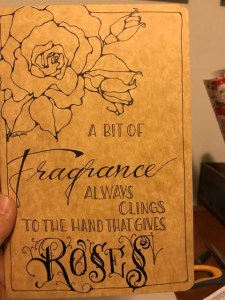 A BIT OF
Fragrance
ALWAYS
CLINGS
TO THE HAND THAT GIVES
ROSES